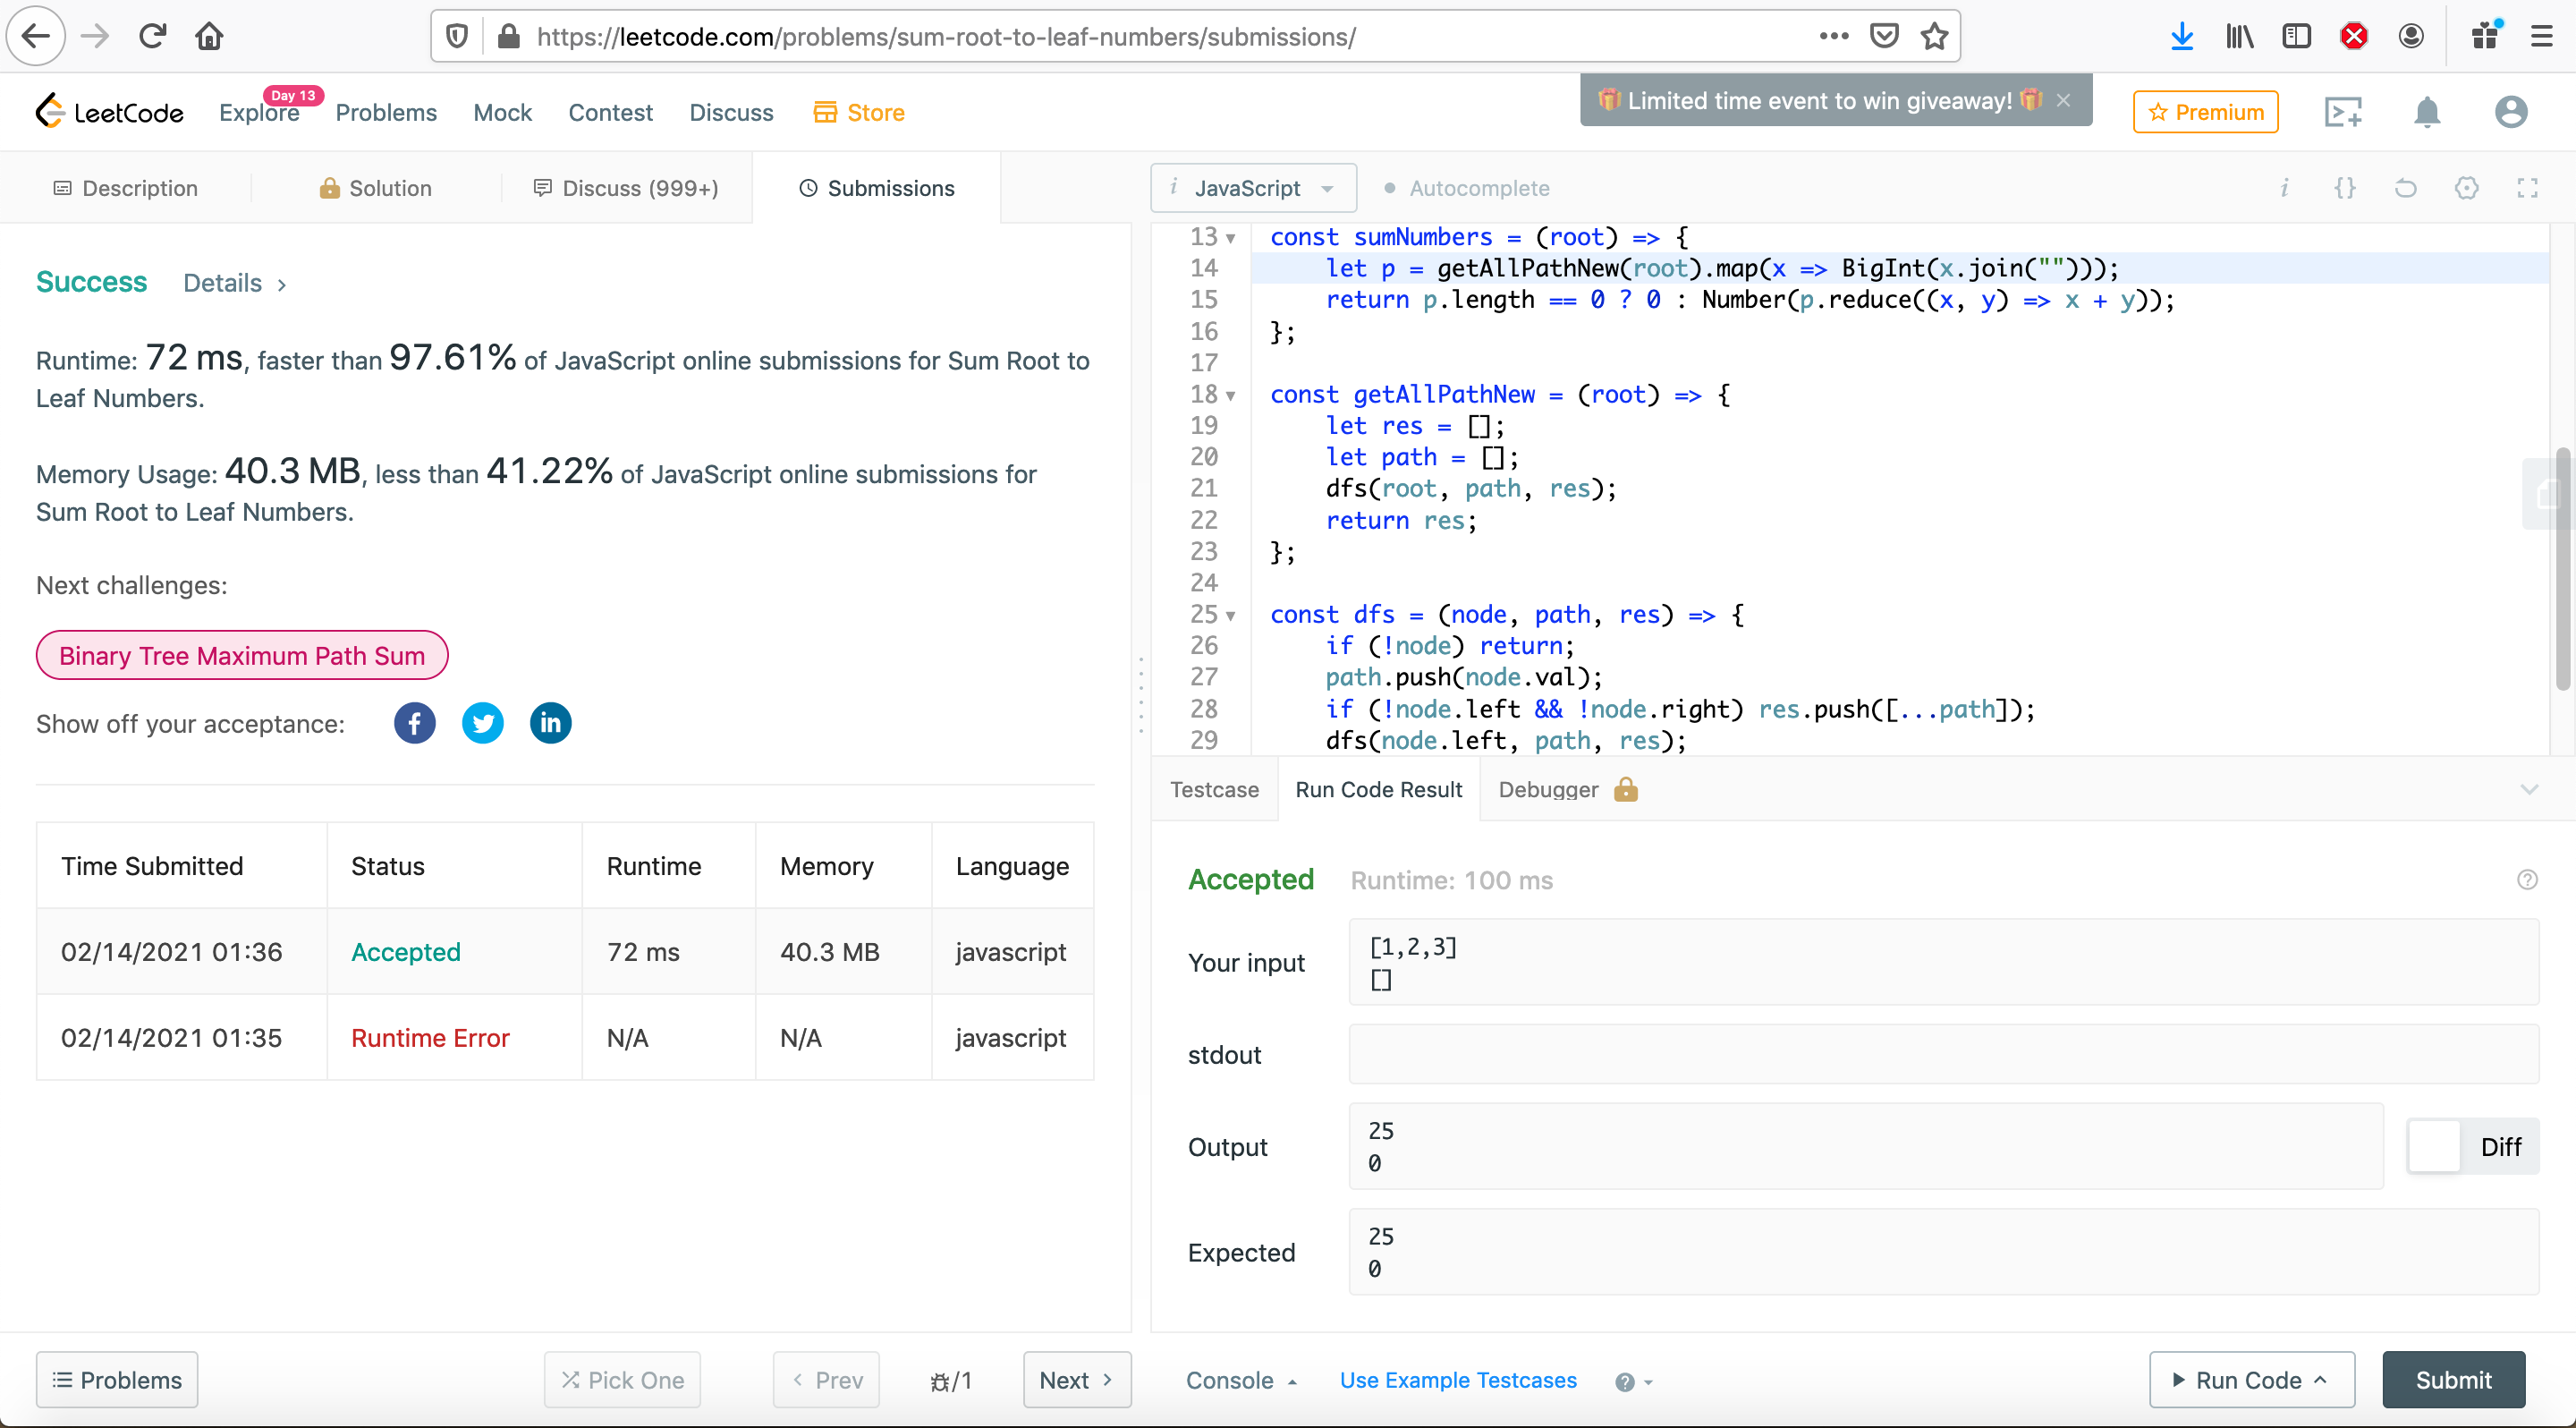 https://leetcode.com/problems/sum-root-to-leaf-numbers/submissions/
LeetCode
Explore
Day 13
Problems
Mock
Contest
Discuss
Store
Limited time event to win giveaway!
Premium
Description
Solution
Discuss (999+)
Submissions
Success
Details
Runtime: 72 ms, faster than 97.61% of JavaScript online submissions for Sum Root to
Leaf Numbers.
Memory Usage: 40.3 MB, less than 41.22% of JavaScript online submissions for
Sum Root to Leaf Numbers.
Next challenges:
Binary Tree Maximum Path Sum
Show off your acceptance:
Time Submitted Status Runtime Memory Language
02/14/2021 01:36 Accepted 72 ms 40.3 MB javascript
02/14/2021 01:35 Runtime Error N/A N/A javascript
Problems
Pick One
Prev
/1
Next
i JavaScript
Autocomplete
i {}
13 const sumNumbers = (root) => {
14 let p = getAllPathNew(root).map(x => BigInt(x.join("")));
15 return p.length == 0 ? 0 : Number(p.reduce((x, y) => x + y));
16 };
17
18 const getAllPathNew = (root) => {
19 let res = [];
20 let path = [];
21 dfs(root, path, res);
22 return res;
23 };
24
25 const dfs = (node, path, res) => {
26 if (!node) return;
27 path.push(node.val);
28 if (!node.left && !node.right) res.push([...path]);
29 dfs(node.left, path, res);
Testcase
Run Code Result
Debugger
Accepted
Runtime: 100 ms
Your input
[1,2,3]
[]
stdout
Output
25
0
Diff
Expected
25
0
Console
Use Example Testcases
Run Code
Submit